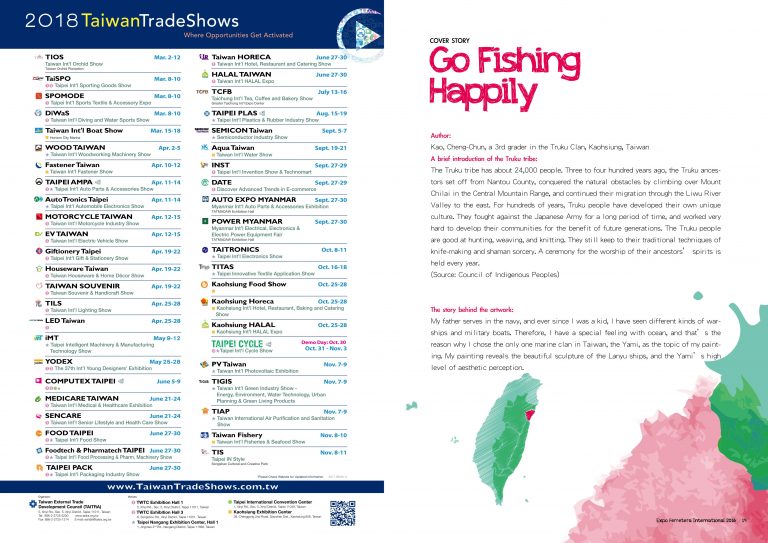 2018 TaiwanTradeShows
Where Opportunities Get Activated
TIOS Mar. 2-12
Taiwan Int'l Orchid Show
Taiwan Orchid Plantation
TaiSPO Mar. 8-10
Taipei Int'l Sporting Goods Show
SPOMODE Mar. 8-10
Taipei Int'l Sports Textile & Accessory Expo
DiWaS Mar. 8-10
Taiwan Int'l Diving and Water Sports Show
Taiwan Int'l Boat Show Mar. 15-18
WOOD TAIWAN Apr. 2-5
Taiwan Int'l Woodworking Machinery Show
Fastener Taiwan Apr. 10-12
Taiwan Int'l Fastener Show
TAIPEI AMPA Apr. 11-14
Taipei Int'l Auto Parts & Accessories Show
AutoTronics Taipei Apr. 11-14
Taipei Int'l Automobile Electronics Show
MOTORCYCLE TAIWAN Apr. 12-15
Taiwan Int'l Motorcycle Industry Show
EV TAIWAN Apr. 12-15
Taiwan Int'l Electric Vehicle Show
Giftionery Taipei Apr. 19-22
Taipei Int'l Gift & Stationery Show
Houseware Taiwan Apr. 19-22
Taiwan Houseware & Home Décor Show
TAIWAN SOUVENIR Apr. 19-22
Taiwan Souvenir & Handicraft Show
TILS Apr. 25-28
Taiwan Int'l Lighting Show
LED Taiwan Apr. 25-28
iMT May 9-12
Taipei Intelligent Machinery & Manufacturing
Technology Show
YODEX May 25-28
The 37th Int'l Young Designers' Exhibition
COMPUTEX TAIPEI June 5-9
MEDICARE TAIWAN June 21-24
Taiwan Int'l Medical & Healthcare Exhibition
SENCARE June 21-24
Taiwan Int'l Senior Lifestyle and Health Care Show
FOOD TAIPEI June 27-30
Taipei Int'l Food Show
Foodtech & Pharmatech TAIPEI June 27-30
Taipei Int'l Food Processing & Pharm. Machinery Show
TAIPEI PACK June 27-30
Taipei Int'l Packaging Industry Show
Taiwan HORECA June 27-30
Taiwan Int'l Hotel, Restaurant and Catering Show
HALAL TAIWAN June 27-30
Taiwan Int'l HALAL Expo
TCFB July 13-16
Taichung Int'l Tea, Coffee and Bakery Show
Greater Taichung Int'l Expo Center
TAIPEI PLAS Aug. 15-19
Taipei Int'l Plastics & Rubber Industry Show
SEMICON Taiwan Sept. 5-7
Semiconductor Industry Show
Aqua Taiwan Sept. 19-21
Taiwan Int'l Water Show
INST Sept. 27-29
Taipei Int'l Invention Show & Technomart
DATE Sept. 27-29
Discover Advanced Trends in E-commerce
AUTO EXPO MYANMAR Sept. 27-30
Myanmar Int'l Auto Parts & Accessories Exhibition
TATMADAW Exhibition Hall
POWER MYANMAR Sept. 27-30
Myanmar Int'l Electrical, Electronics &
Electric Power Equipment Fair
TATMADAW Exhibition Hall
TAITRONICS Oct. 8-11
Taipei Int'l Electronics Show
TITAS Oct. 16-18
Taipei Innovative Textile Application Show
Kaohsiung Food Show Oct. 25-28
Kaohsiung Horeca Oct. 25-28
Kaohsiung Int'l Hotel, Restaurant, Baking and Catering
Show
Kaohsiung HALAL Oct. 25-28
Kaohsiung Int'l HALAL Expo
TAIPEI CYCLE Demo Day: Oct. 30
Taipei Int'l Cycle Show Oct. 31 - Nov. 3
PV Taiwan Nov. 7-9
Taiwan Int'l Photovoltaic Exhibition
TIGIS Nov. 7-9
Taiwan Int'l Green Industry Show -
Energy, Environment, Water Technology, Urban
Planning & Green Living Products
TIAP Nov. 7-9
Taiwan International Air Purification and Sanitation
Show
Taiwan Fishery Nov. 8-10
Taiwan Int'l Fisheries & Seafood Show
TIS Nov. 8-11
Taipei IN Style
Songshan Cultural and Creative Park
www.TaiwanTradeShows.com.tw
Organizer:
Taiwan External Trade
Development Council (TAITRA)
Venues:
TWTC Exhibition Hall 1
TWTC Exhibition Hall 3
Taipei Nangang Exhibition Center, Hall 1
Taipei International Convention Center
Kaohsiung Exhibition Center
COVER STORY
Go Fishing
Happily
Author:
Kao, Cheng-Chun, a 3rd grader in the Truku Clan, Kaohsiung, Taiwan
A brief introduction of the Truku tribe:
The Truku tribe has about 24,000 people. Three to four hundred years ago, the Truku ances-
tors set off from Nantou County, conquered the natural obstacles by climbing over Mount
Chilai in the Central Mountain Range, and continued their migration through the Liwu River
Valley to the east. For hundreds of years, Truku people have developed their own unique
culture. They fought against the Japanese Army for a long period of time, and worked very
hard to develop their communities for the benefit of future generations. The Truku people
are good at hunting, weaving, and knitting. They still keep to their traditional techniques of
knife-making and shaman sorcery. A ceremony for the worship of their ancestors' spirits is
held every year.
(Source: Council of Indigenous Peoples)
The story behind the artwork:
My father serves in the navy, and ever since I was a kid, I have seen different kinds of war-
ships and military boats. Therefore, I have a special feeling with ocean, and that's the
reason why I chose the only one marine clan in Taiwan, the Yami, as the topic of my paint-
ing. My painting reveals the beautiful sculpture of the Lanyu ships, and the Yami's high
level of aesthetic perception.
Expo Ferretera International 2018 19